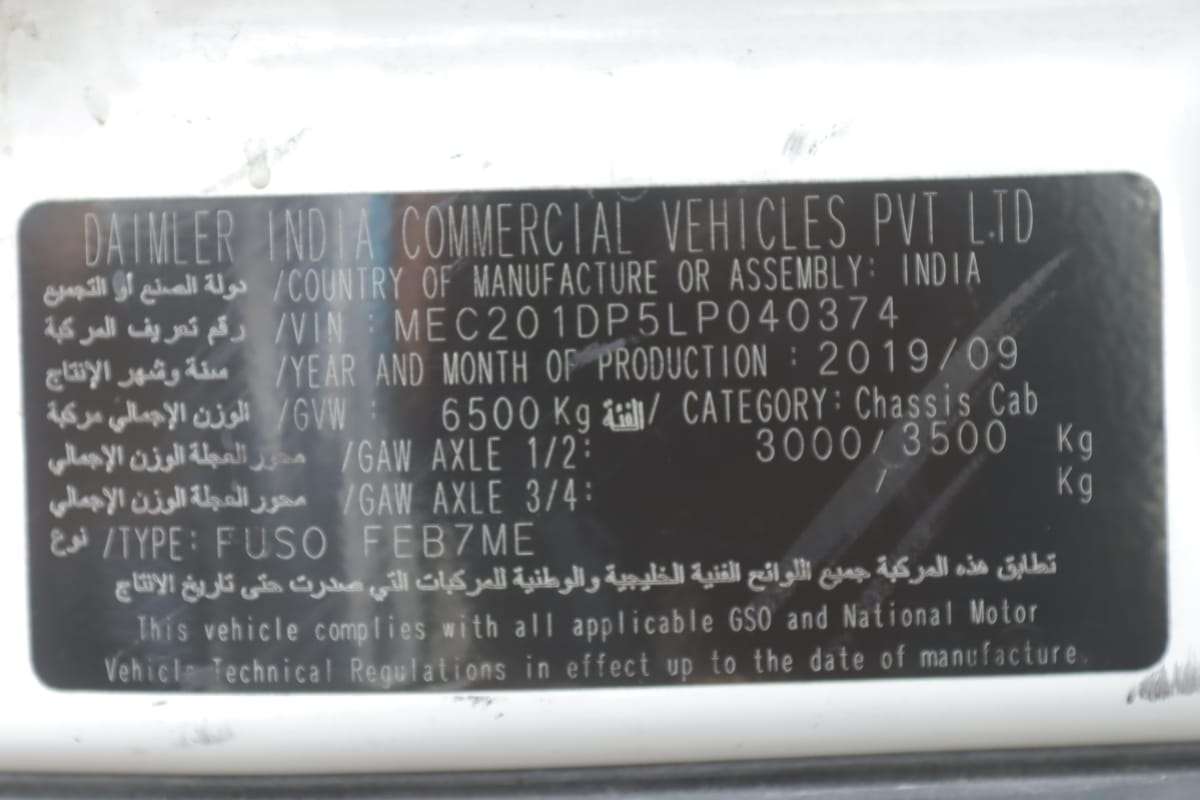 DAIMLER INDIA COMMERCIAL VEHICLES PVT LTD
دولة الصنع أو التجميع /COUNTRY OF MANUFACTURE OR ASSEMBLY: INDIA
رقم تعريف المركبة /VIN : MEC201DP5LP040374
سنة وشهر الإنتاج /YEAR AND MONTH OF PRODUCTION : 2019/09
الوزن الإجمالي مركبة /GVW : 6500 Kg الفئة/ CATEGORY: Chassis Cab
محور العجلة الوزن الإجمالي /GAW AXLE 1/2: 3000/3500 Kg
محور العجلة الوزن الإجمالي /GAW AXLE 3/4: / Kg
نوع /TYPE: FUSO FEB7ME
تطابق هذه المركبة جميع اللوائح الفنية الخليجية والوطنية للمركبات التي صدرت حتى تاريخ الانتاج
This vehicle complies with all applicable GSO and National Motor
Vehicle Technical Regulations in effect up to the date of manufacture.